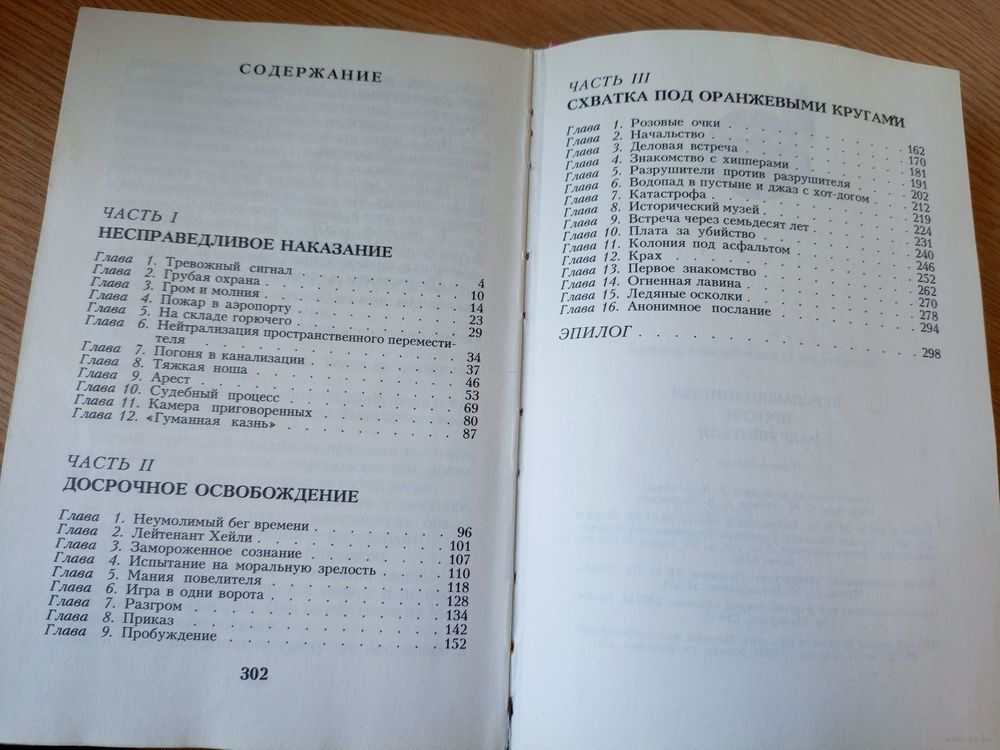 СОДЕРЖАНИЕ
ЧАСТЬ I
НЕСПРАВЕДЛИВОЕ НАКАЗАНИЕ
Глава 1. Тревожный сигнал . . . . . . . . 4
Глава 2. Грубая охрана . . . . . . . . 10
Глава 3. Гром и молния . . . . . . . . 14
Глава 4. Пожар в аэропорту . . . . . . . . 23
Глава 5. На складе горючего . . . . . . . . 29
Глава 6. Нейтрализация пространственного перемести-
теля . . . . . . . . 34
Глава 7. Погоня в канализации . . . . . . . . 37
Глава 8. Тяжкая ноша . . . . . . . . 46
Глава 9. Арест . . . . . . . . 53
Глава 10. Судебный процесс . . . . . . . . 69
Глава 11. Камера приговоренных . . . . . . . . 80
Глава 12. «Гуманная казнь» . . . . . . . . 87
ЧАСТЬ II
ДОСРОЧНОЕ ОСВОБОЖДЕНИЕ
Глава 1. Неумолимый бег времени . . . . . . . . 96
Глава 2. Лейтенант Хейли . . . . . . . . 101
Глава 3. Замороженное сознание . . . . . . . . 107
Глава 4. Испытание на моральную зрелость . . . . 110
Глава 5. Мания повелителя . . . . . . . . 118
Глава 6. Игра в одни ворота . . . . . . . . 128
Глава 7. Разгром . . . . . . . . 134
Глава 8. Приказ . . . . . . . . 142
Глава 9. Пробуждение . . . . . . . . 152
302
ЧАСТЬ III
СХВАТКА ПОД ОРАНЖЕВЫМИ КРУГАМИ
Глава 1. Розовые очки . . . . . . . . 162
Глава 2. Начальство . . . . . . . . 170
Глава 3. Деловая встреча . . . . . . . . 181
Глава 4. Знакомство с хипперами . . . . . . . . 191
Глава 5. Разрушители против разрушителя . . . . 202
Глава 6. Водопад в пустыне и джаз с хот-догом . . . 212
Глава 7. Катастрофа . . . . . . . . 219
Глава 8. Исторический музей . . . . . . . . 224
Глава 9. Встреча через семьдесят лет . . . . . . 231
Глава 10. Плата за убийство . . . . . . . . 240
Глава 11. Колония под асфальтом . . . . . . . . 246
Глава 12. Крах . . . . . . . . 252
Глава 13. Первое знакомство . . . . . . . . 262
Глава 14. Огненная лавина . . . . . . . . 270
Глава 15. Ледяные осколки . . . . . . . . 278
Глава 16. Анонимное послание . . . . . . . . 294
ЭПИЛОГ . . . . . . . . 298
www.ay.by